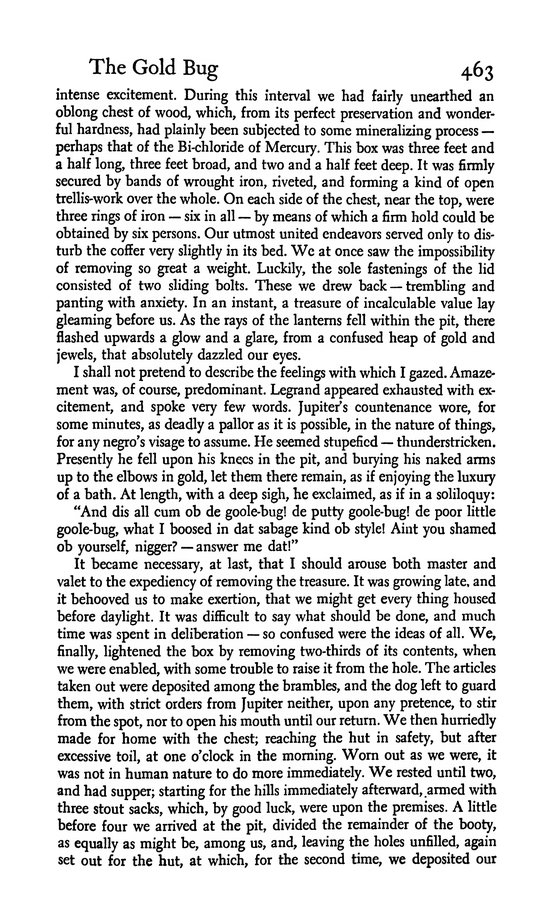 The Gold Bug 463
intense excitement. During this interval we had fairly unearthed an
oblong chest of wood, which, from its perfect preservation and wonder-
ful hardness, had plainly been subjected to some mineralizing process —
perhaps that of the Bi-chloride of Mercury. This box was three feet and
a half long, three feet broad, and two and a half feet deep. It was firmly
secured by bands of wrought iron, riveted, and forming a kind of open
trellis-work over the whole. On each side of the chest, near the top, were
three rings of iron — six in all — by means of which a firm hold could be
obtained by six persons. Our utmost united endeavors served only to dis-
turb the coffer very slightly in its bed. We at once saw the impossibility
of removing so great a weight. Luckily, the sole fastenings of the lid
consisted of two sliding bolts. These we drew back — trembling and
panting with anxiety. In an instant, a treasure of incalculable value lay
gleaming before us. As the rays of the lanterns fell within the pit, there
flashed upwards a glow and a glare, from a confused heap of gold and
jewels, that absolutely dazzled our eyes.
I shall not pretend to describe the feelings with which I gazed. Amaze-
ment was, of course, predominant. Legrand appeared exhausted with ex-
citement, and spoke very few words. Jupiter's countenance wore, for
some minutes, as deadly a pallor as it is possible, in the nature of things,
for any negro's visage to assume. He seemed stupefied — thunderstricken.
Presently he fell upon his knees in the pit, and burying his naked arms
up to the elbows in gold, let them there remain, as if enjoying the luxury
of a bath. At length, with a deep sigh, he exclaimed, as if in a soliloquy:
"And dis all cum ob de goole-bug! de putty goole-bug! de poor little
goole-bug, what I boosed in dat sabage kind ob style! Aint you shamed
ob yourself, nigger? — answer me dat!"
It became necessary, at last, that I should arouse both master and
valet to the expediency of removing the treasure. It was growing late, and
it behooved us to make exertion, that we might get every thing housed
before daylight. It was difficult to say what should be done, and much
time was spent in deliberation — so confused were the ideas of all. We,
finally, lightened the box by removing two-thirds of its contents, when
we were enabled, with some trouble to raise it from the hole. The articles
taken out were deposited among the brambles, and the dog left to guard
them, with strict orders from Jupiter neither, upon any pretence, to stir
from the spot, nor to open his mouth until our return. We then hurriedly
made for home with the chest; reaching the hut in safety, but after
excessive toil, at one o'clock in the morning. Worn out as we were, it
was not in human nature to do more immediately. We rested until two,
and had supper; starting for the hills immediately afterward, armed with
three stout sacks, which, by good luck, were upon the premises. A little
before four we arrived at the pit, divided the remainder of the booty,
as equally as might be, among us, and, leaving the holes unfilled, again
set out for the hut, at which, for the second time, we deposited our